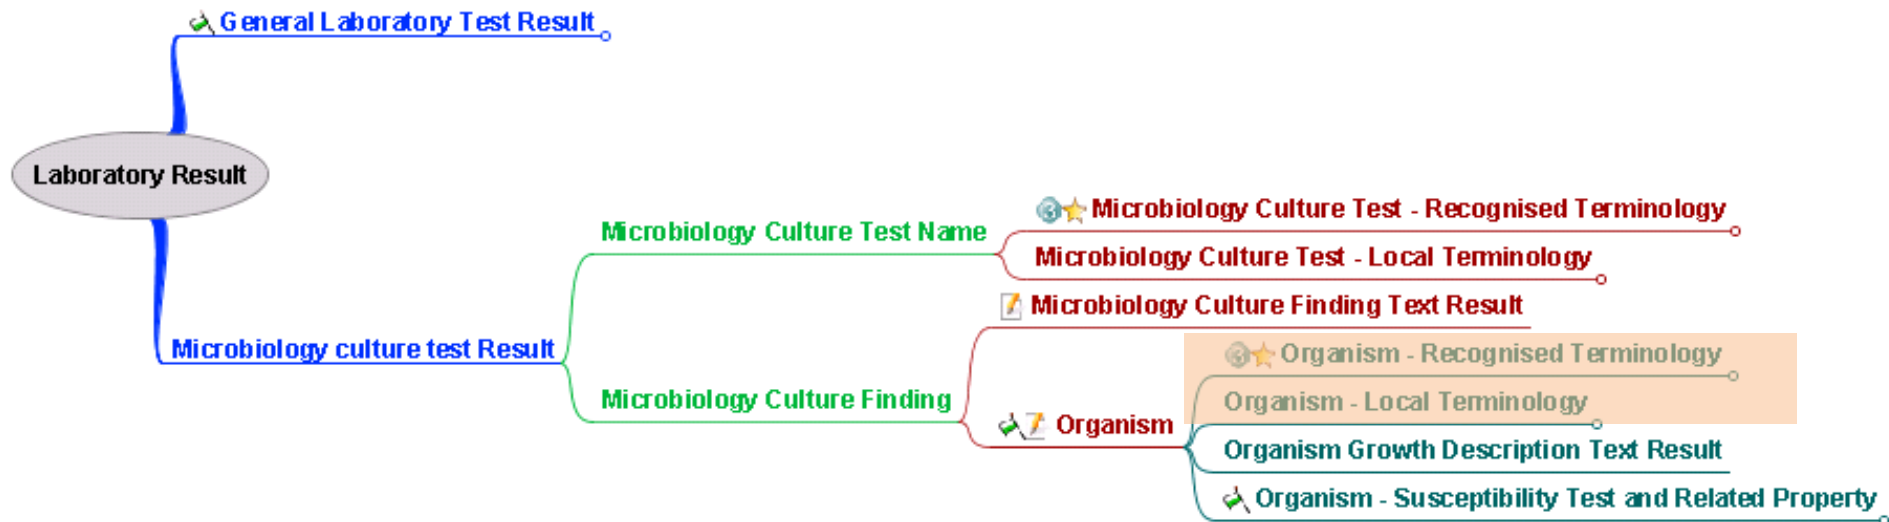 General Laboratory Test Result
Laboratory Result
Microbiology culture test Result
Microbiology Culture Test Name
3 Microbiology Culture Test - Recognised Terminology
Microbiology Culture Test - Local Terminology
Microbiology Culture Finding
Microbiology Culture Finding Text Result
Organism
3 Organism - Recognised Terminology
Organism - Local Terminology
Organism Growth Description Text Result
Organism - Susceptibility Test and Related Property